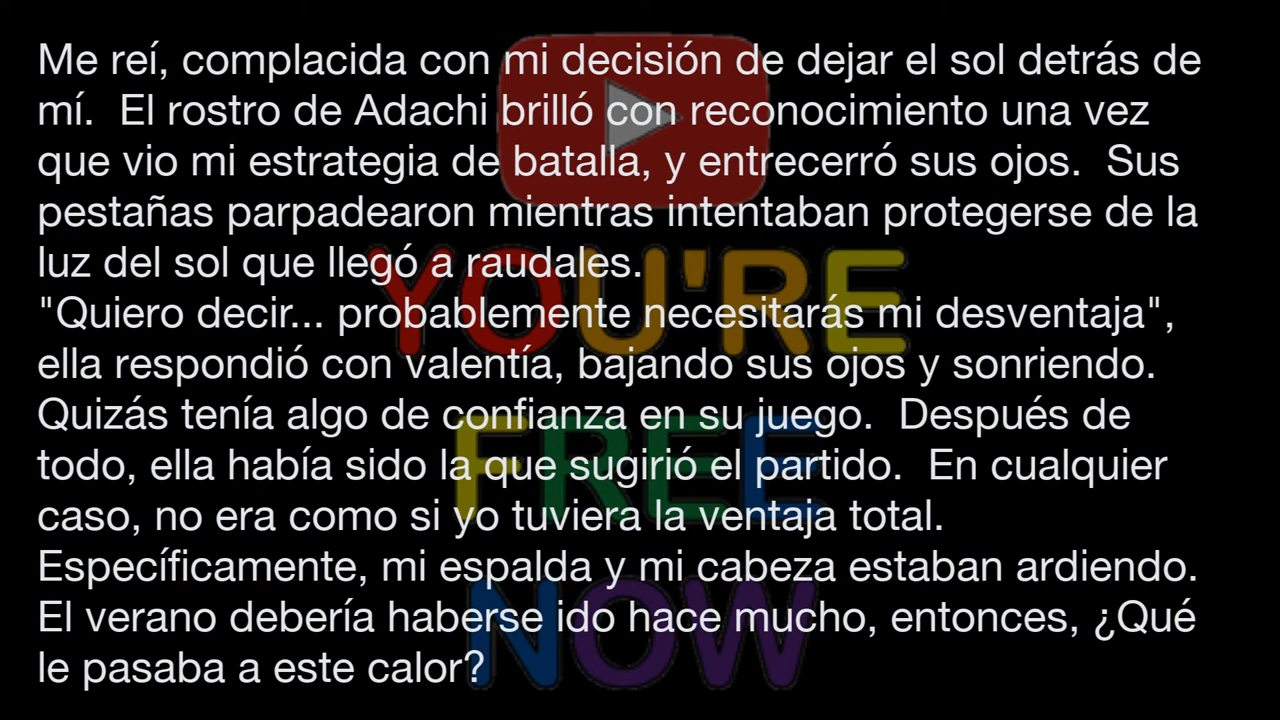 Me reí, complacida con mi decisión de dejar el sol detrás de
mí.  El rostro de Adachi brilló con reconocimiento una vez
que vio mi estrategia de batalla, y entrecerró sus ojos.  Sus
pestañas parpadearon mientras intentaban protegerse de la
luz del sol que llegó a raudales.
"Quiero decir... probablemente necesitarás mi desventaja",
ella respondió con valentía, bajando sus ojos y sonriendo.
Quizás tenía algo de confianza en su juego.  Después de
todo, ella había sido la que sugirió el partido.  En cualquier
caso, no era como si yo tuviera la ventaja total.
Específicamente, mi espalda y mi cabeza estaban ardiendo.
El verano debería haberse ido hace mucho, entonces, ¿Qué
le pasaba a este calor?
YOU'RE
FREE
NOW